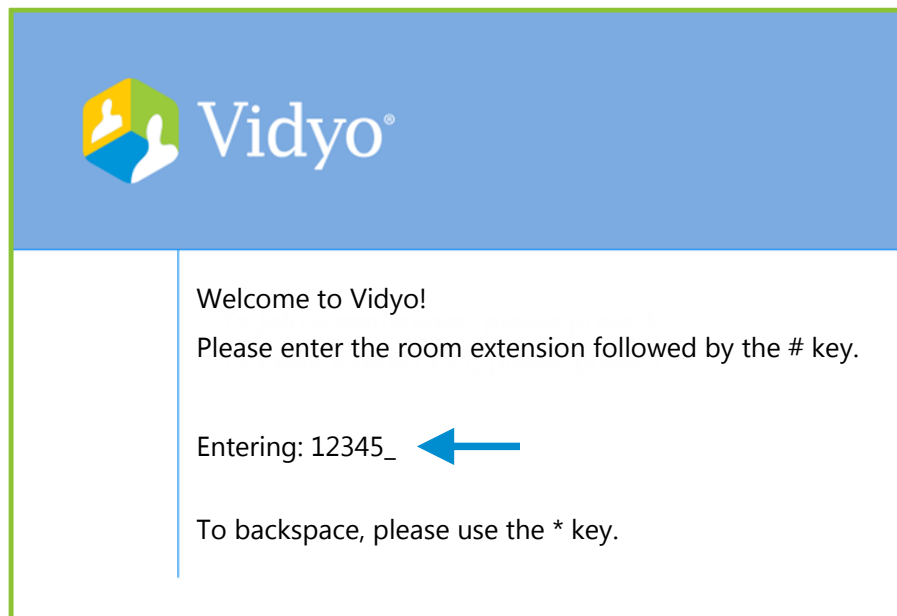 Vidyo®
Welcome to Vidyo!
Please enter the room extension followed by the # key.
Entering: 12345_
To backspace, please use the * key.